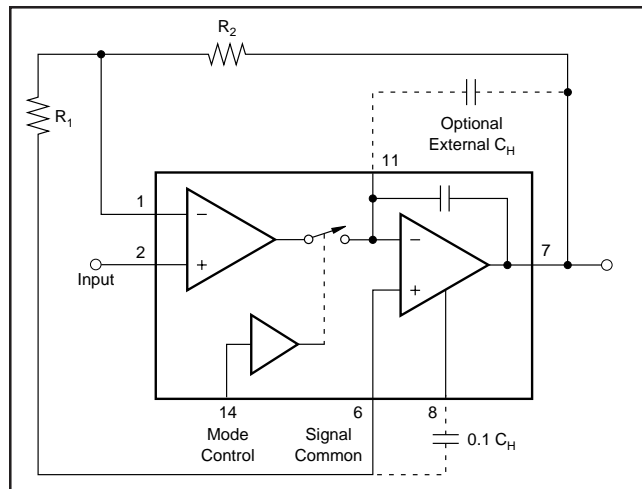 R2
R1
Optional
External CH
11
1
−
2
+
Input
−
+
7
14
6
8
Mode
Control
Signal
Common
0.1 CH